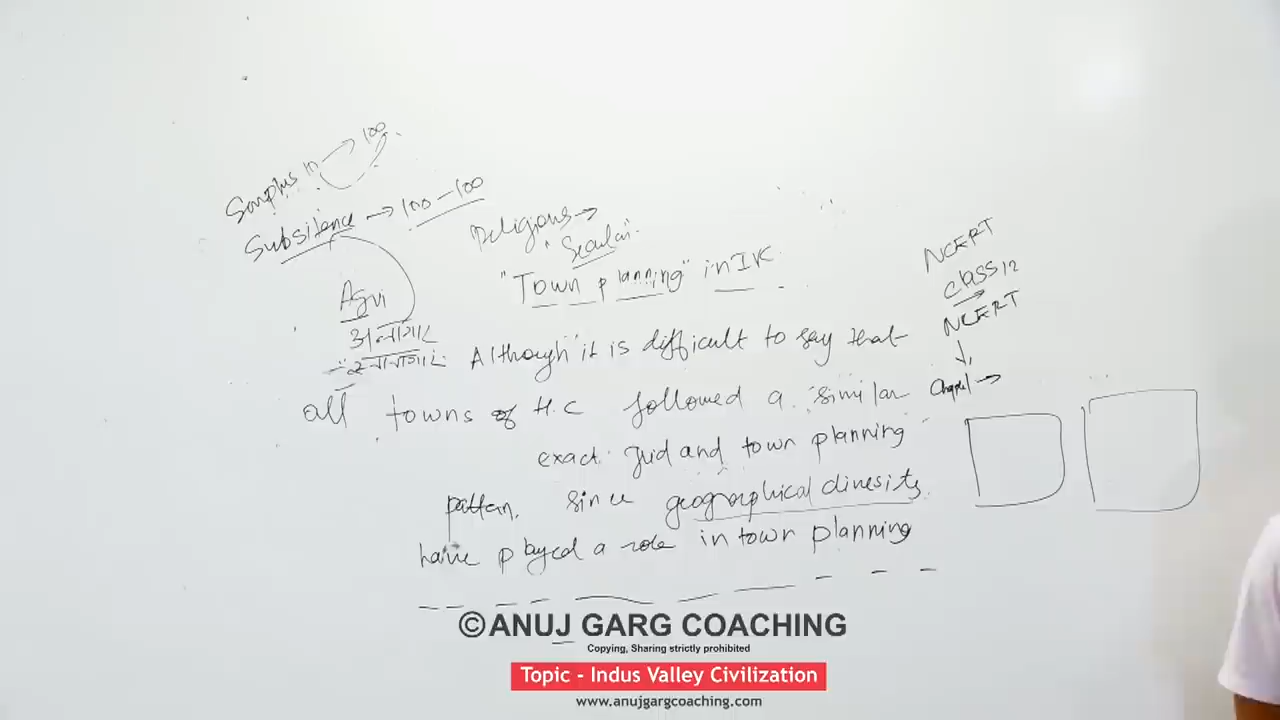 Surplus in → 100
Subsitence → 100 - 100
Religious →
"Secular"
"Town planning" in IVC
Agri
अन्नागार
Although it is difficult to say that
all towns of H.C followed a similar
exact grid and town planning
pattern. since geographical diversity
have played a role in town planning
NCERT
class 12
NCERT
Chapter 1 →
©ANUJ GARG COACHING
Copying, Sharing strictly prohibited
Topic - Indus Valley Civilization
www.anujgargcoaching.com